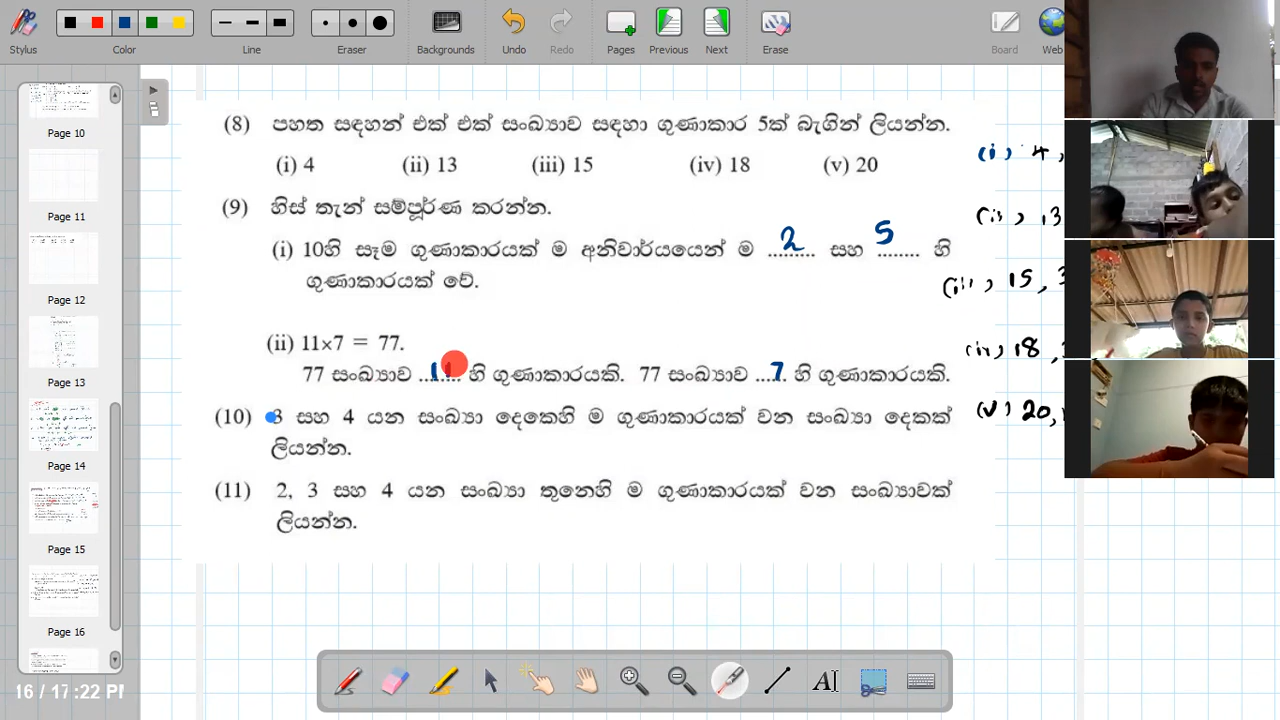 Stylus Color Line Eraser Backgrounds Undo Redo Pages Previous Next Erase Board Web
Page 10
Page 11
Page 12
Page 13
Page 14
Page 15
Page 16
16 / 17
(8) පහත සඳහන් එක් එක් සංඛ්‍යාව සඳහා ගුණාකාර 5ක් බැගින් ලියන්න.
(i) 4 (ii) 13 (iii) 15 (iv) 18 (v) 20
(9) හිස් තැන් සම්පූර්ණ කරන්න.
(i) 10හි සෑම ගුණාකාරයක් ම අනිවාර්යයෙන් ම ....2.... සහ ....5.... හි
ගුණාකාරයක් වේ.
(ii) 11×7 = 77.
77 සංඛ්‍යාව ...11... හි ගුණාකාරයකි. 77 සංඛ්‍යාව ...7... හි ගුණාකාරයකි.
(10) 3 සහ 4 යන සංඛ්‍යා දෙකෙහි ම ගුණාකාරයක් වන සංඛ්‍යා දෙකක්
ලියන්න.
(11) 2, 3 සහ 4 යන සංඛ්‍යා තුනෙහි ම ගුණාකාරයක් වන සංඛ්‍යාවක්
ලියන්න.
(i) 4,
(ii) 13
(iii) 15,
(iv) 18,
(v) 20,